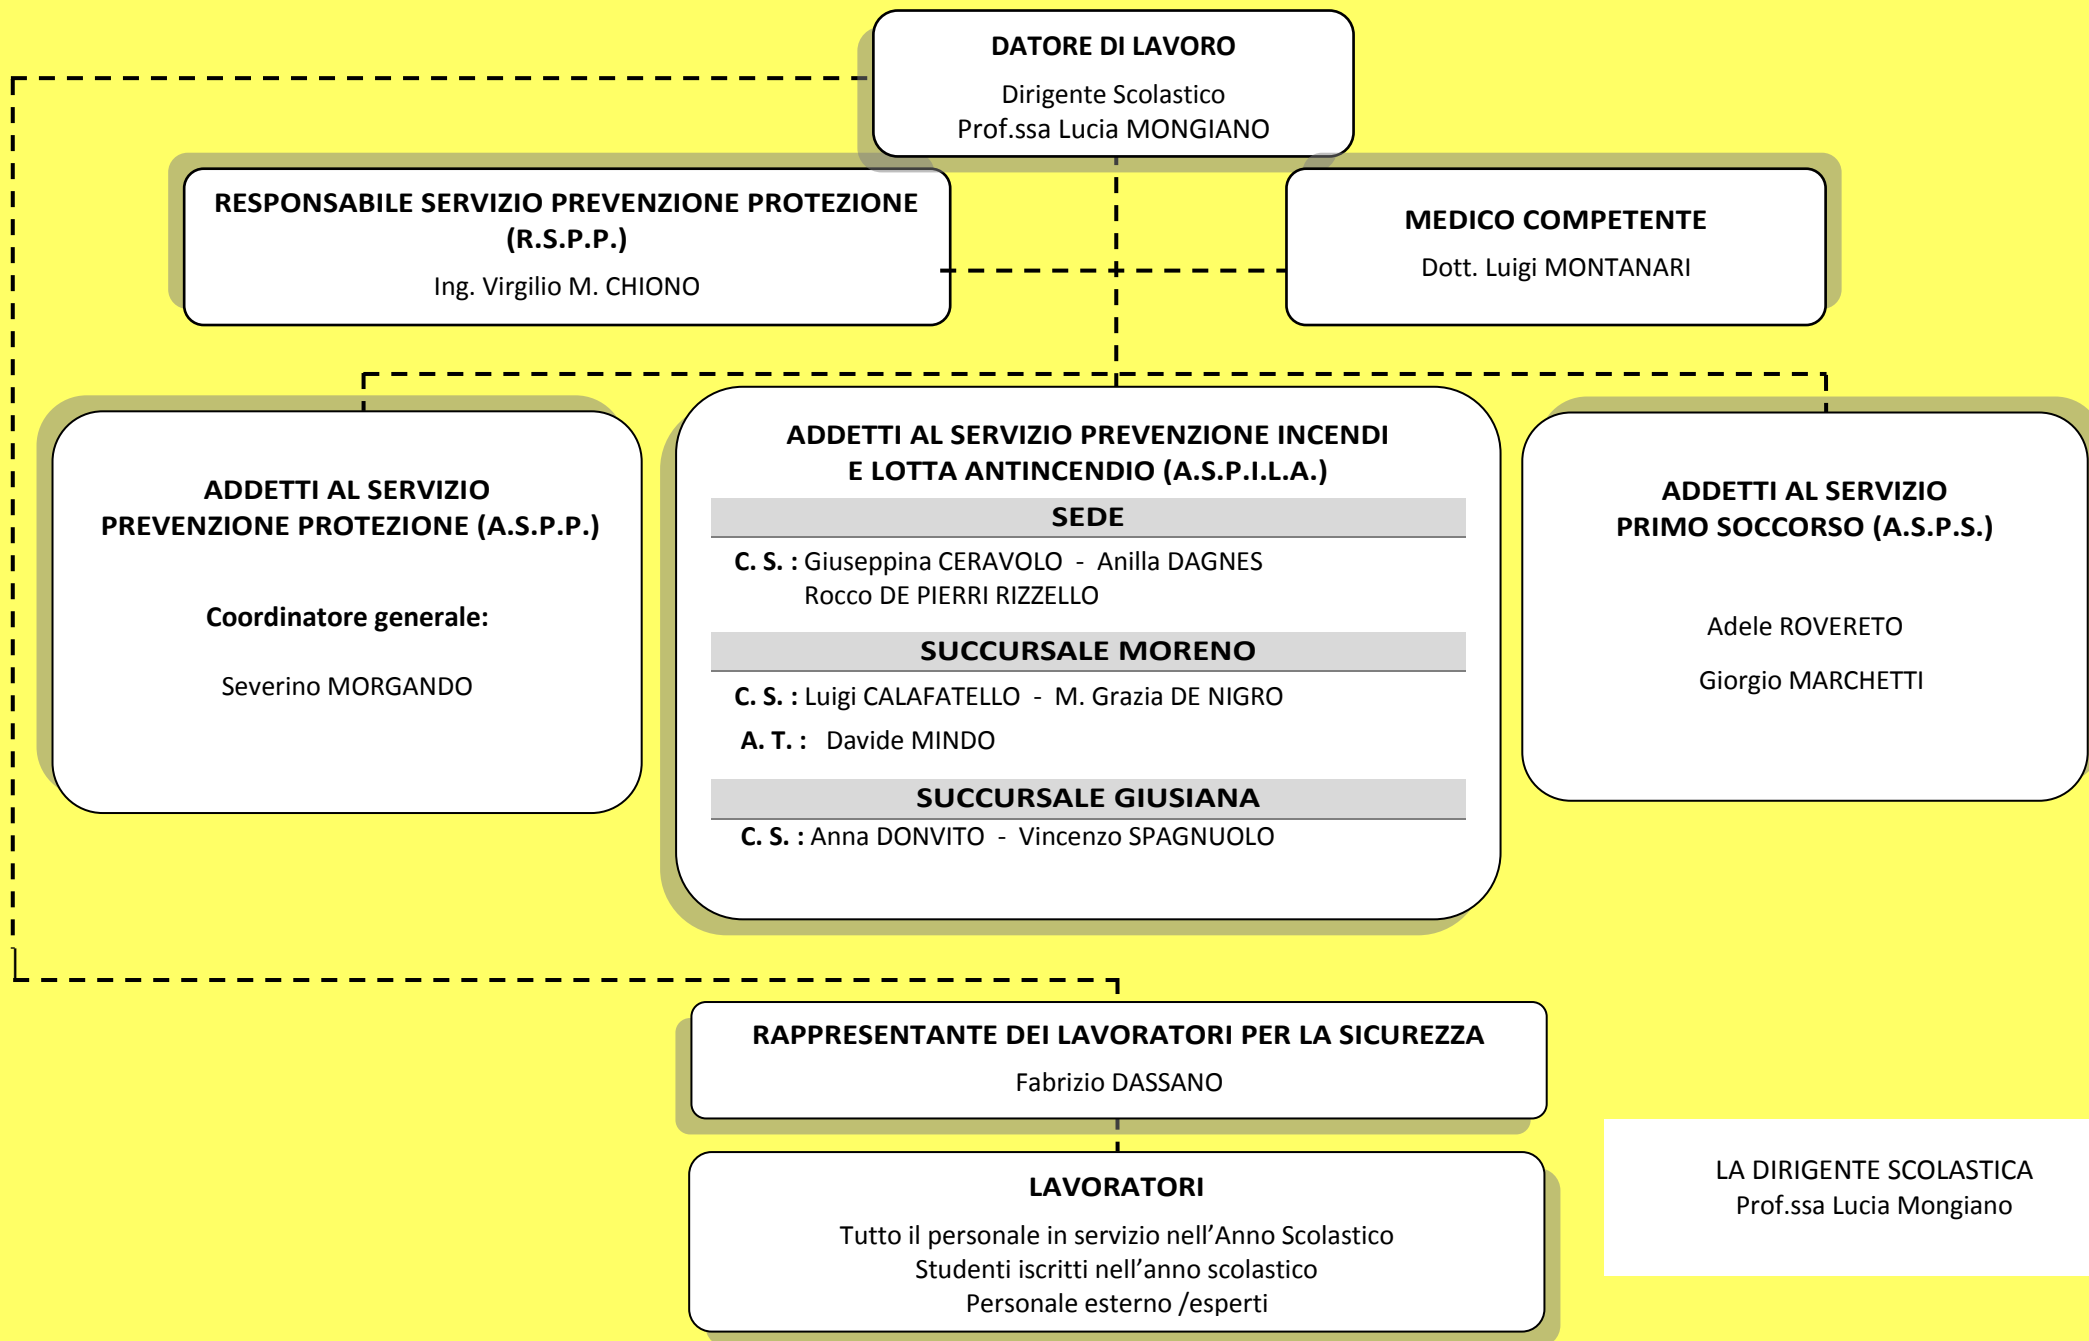 DATORE DI LAVORO
Dirigente Scolastico
Prof.ssa Lucia MONGIANO
RESPONSABILE SERVIZIO PREVENZIONE PROTEZIONE
(R.S.P.P.)
Ing. Virgilio M. CHIONO
MEDICO COMPETENTE
Dott. Luigi MONTANARI
ADDETTI AL SERVIZIO
PREVENZIONE PROTEZIONE (A.S.P.P.)
Coordinatore generale:
Severino MORGANDO
ADDETTI AL SERVIZIO PREVENZIONE INCENDI
E LOTTA ANTINCENDIO (A.S.P.I.L.A.)
SEDE
C. S. : Giuseppina CERAVOLO - Anilla DAGNES
Rocco DE PIERRI RIZZELLO
SUCCURSALE MORENO
C. S. : Luigi CALAFATELLO - M. Grazia DE NIGRO
A. T. : Davide MINDO
SUCCURSALE GIUSIANA
C. S. : Anna DONVITO - Vincenzo SPAGNUOLO
ADDETTI AL SERVIZIO
PRIMO SOCCORSO (A.S.P.S.)
Adele ROVERETO
Giorgio MARCHETTI
RAPPRESENTANTE DEI LAVORATORI PER LA SICUREZZA
Fabrizio DASSANO
LAVORATORI
Tutto il personale in servizio nell’Anno Scolastico
Studenti iscritti nell’anno scolastico
Personale esterno /esperti
LA DIRIGENTE SCOLASTICA
Prof.ssa Lucia Mongiano